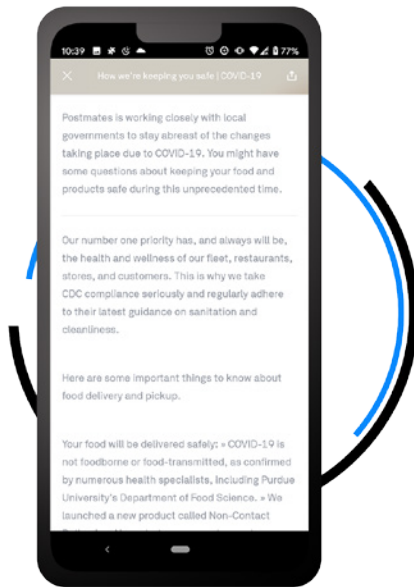 10:39 77%
How we're keeping you safe | COVID-19
Postmates is working closely with local
governments to stay abreast of the changes
taking place due to COVID-19. You might have
some questions about keeping your food and
products safe during this unprecedented time.
Our number one priority has, and always will be,
the health and wellness of our fleet, restaurants,
stores, and customers. This is why we take
CDC compliance seriously and regularly adhere
to their latest guidance on sanitation and
cleanliness.
Here are some important things to know about
food delivery and pickup.
Your food will be delivered safely: » COVID-19 is
not foodborne or food-transmitted, as confirmed
by numerous health specialists, including Purdue
University's Department of Food Science. » We
launched a new product called Non-Contact